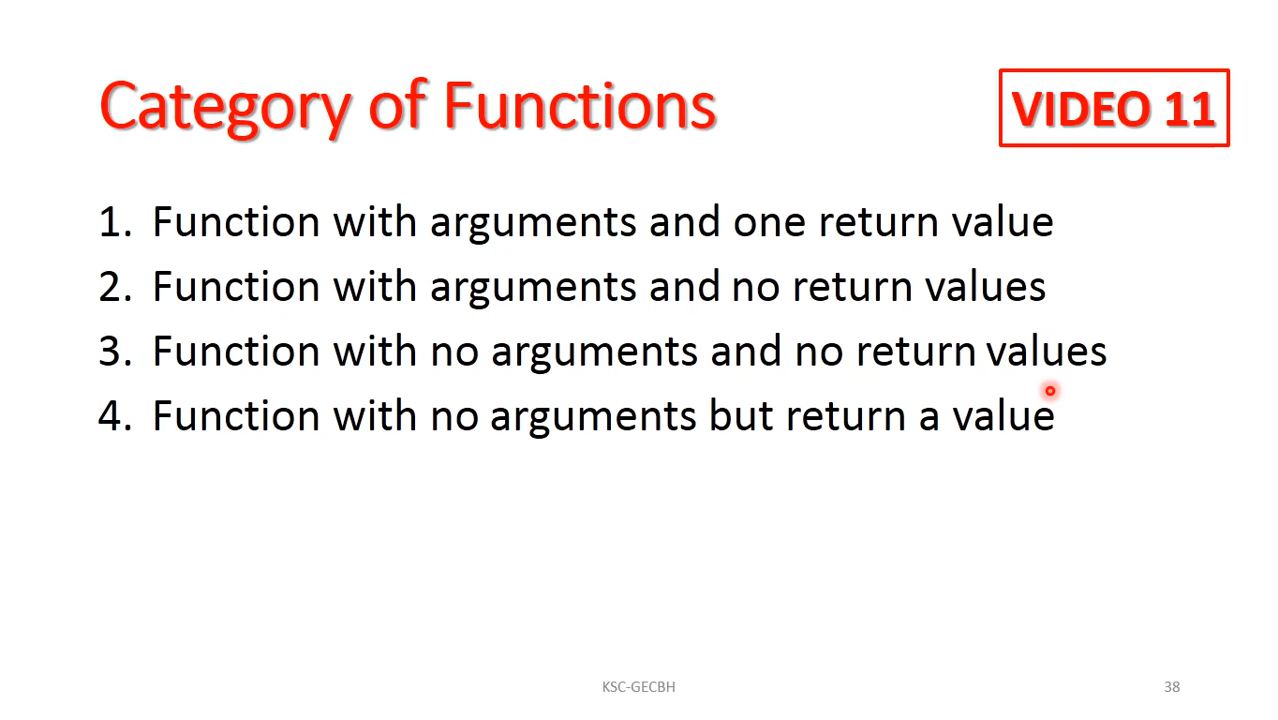 Category of Functions
VIDEO 11
1. Function with arguments and one return value
2. Function with arguments and no return values
3. Function with no arguments and no return values
4. Function with no arguments but return a value
KSC-GECBH
38